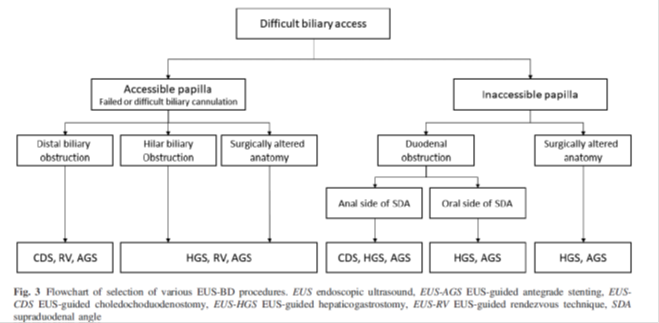 Difficult biliary access
Accessible papilla
Failed or difficult biliary cannulation)
Inaccessible papilla
Distal biliary
obstruction
Hilar biliary
Obstruction
Surgically altered
anatomy
Duodenal
obstruction
Surgically altered
anatomy
Anal side of SDA
Oral side of SDA
CDS, RV, AGS
HGS, RV, AGS
CDS, HGS, AGS
HGS, AGS
HGS, AGS
Fig. 3 Flowchart of selection of various EUS-BD procedures. EUS endoscopic ultrasound, EUS-AGS EUS-guided antegrade stenting, EUS-
CDS EUS-guided choledochoduodenostomy, EUS-HGS EUS-guided hepaticogastrostomy, EUS-RV EUS-guided rendezvous technique, SDA
supraduodenal angle